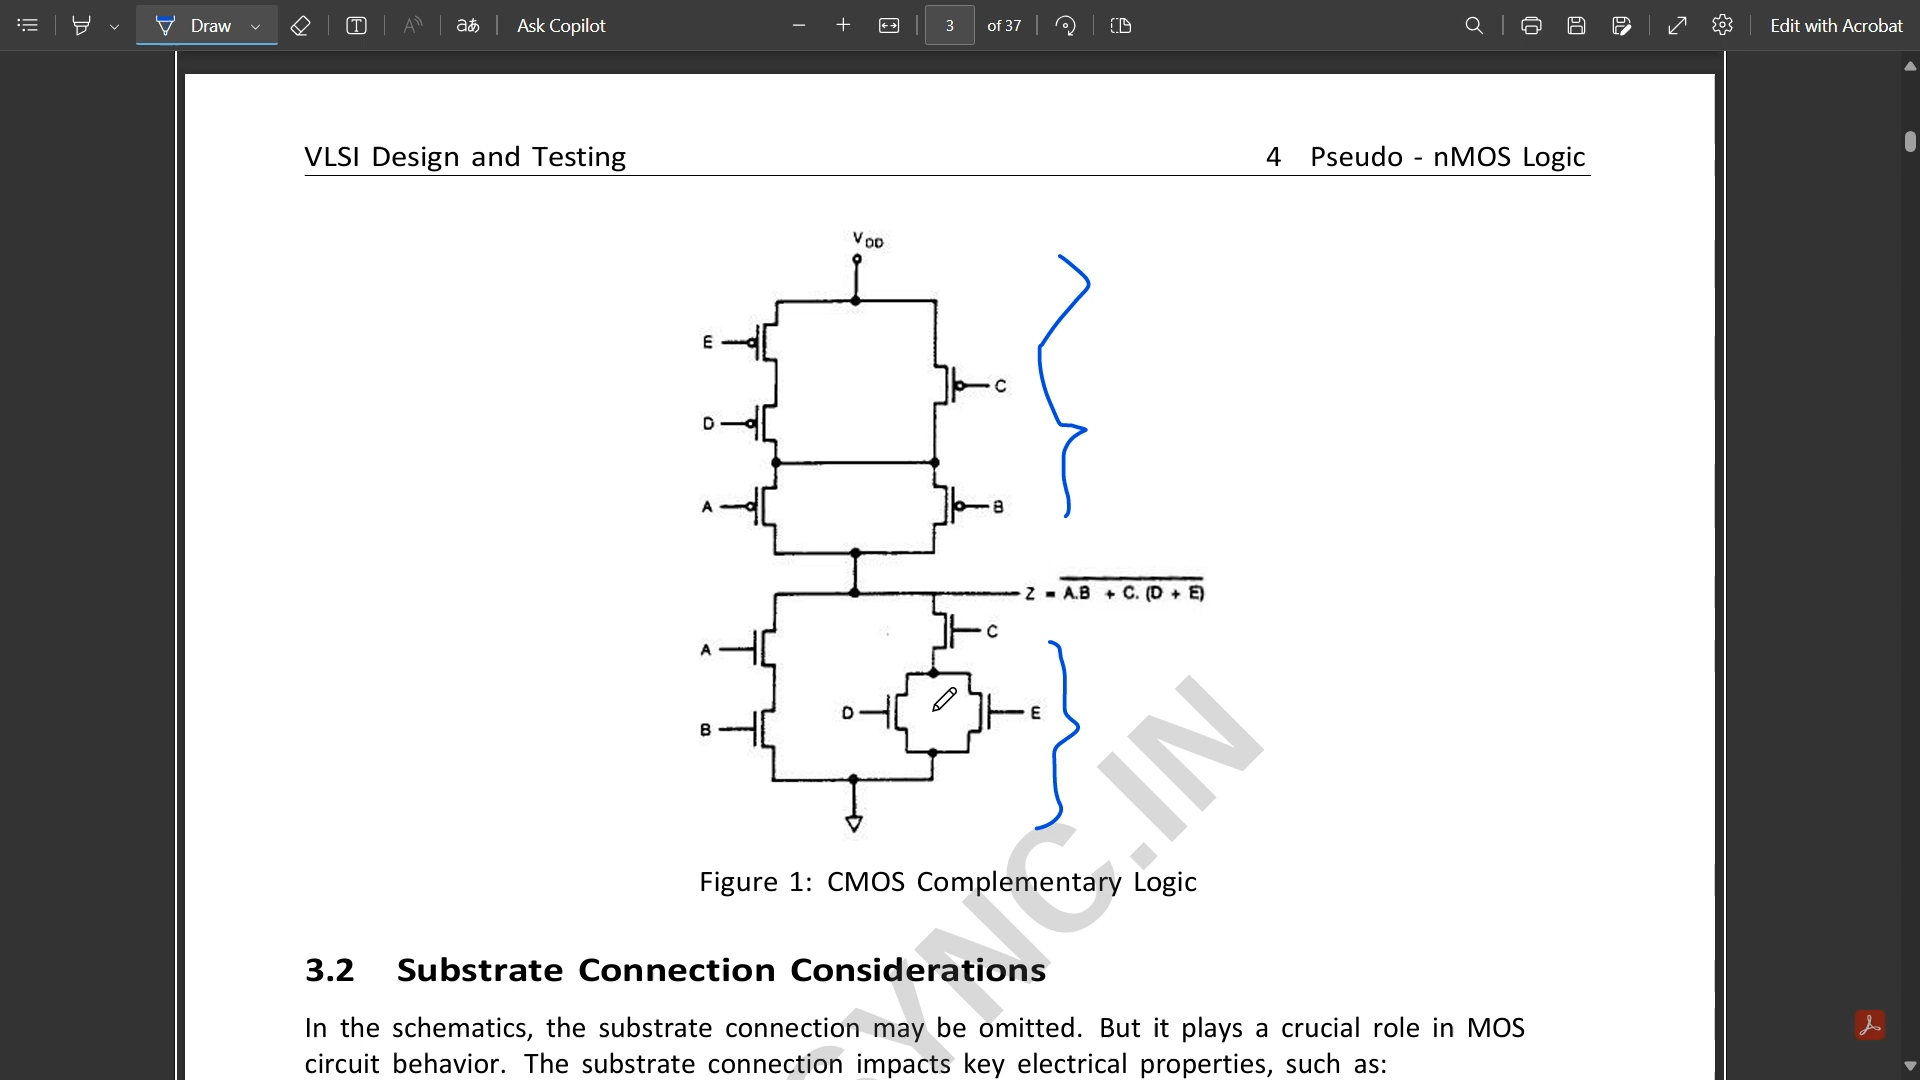 Draw
Ask Copilot
3 of 37
Edit with Acrobat
VLSI Design and Testing
4 Pseudo - nMOS Logic
VDD
E
C
D
A
B
Z = A.B + C. (D + E)
C
A
D
E
B
Figure 1: CMOS Complementary Logic
3.2 Substrate Connection Considerations
In the schematics, the substrate connection may be omitted. But it plays a crucial role in MOS
circuit behavior. The substrate connection impacts key electrical properties, such as:
SYNC.IN